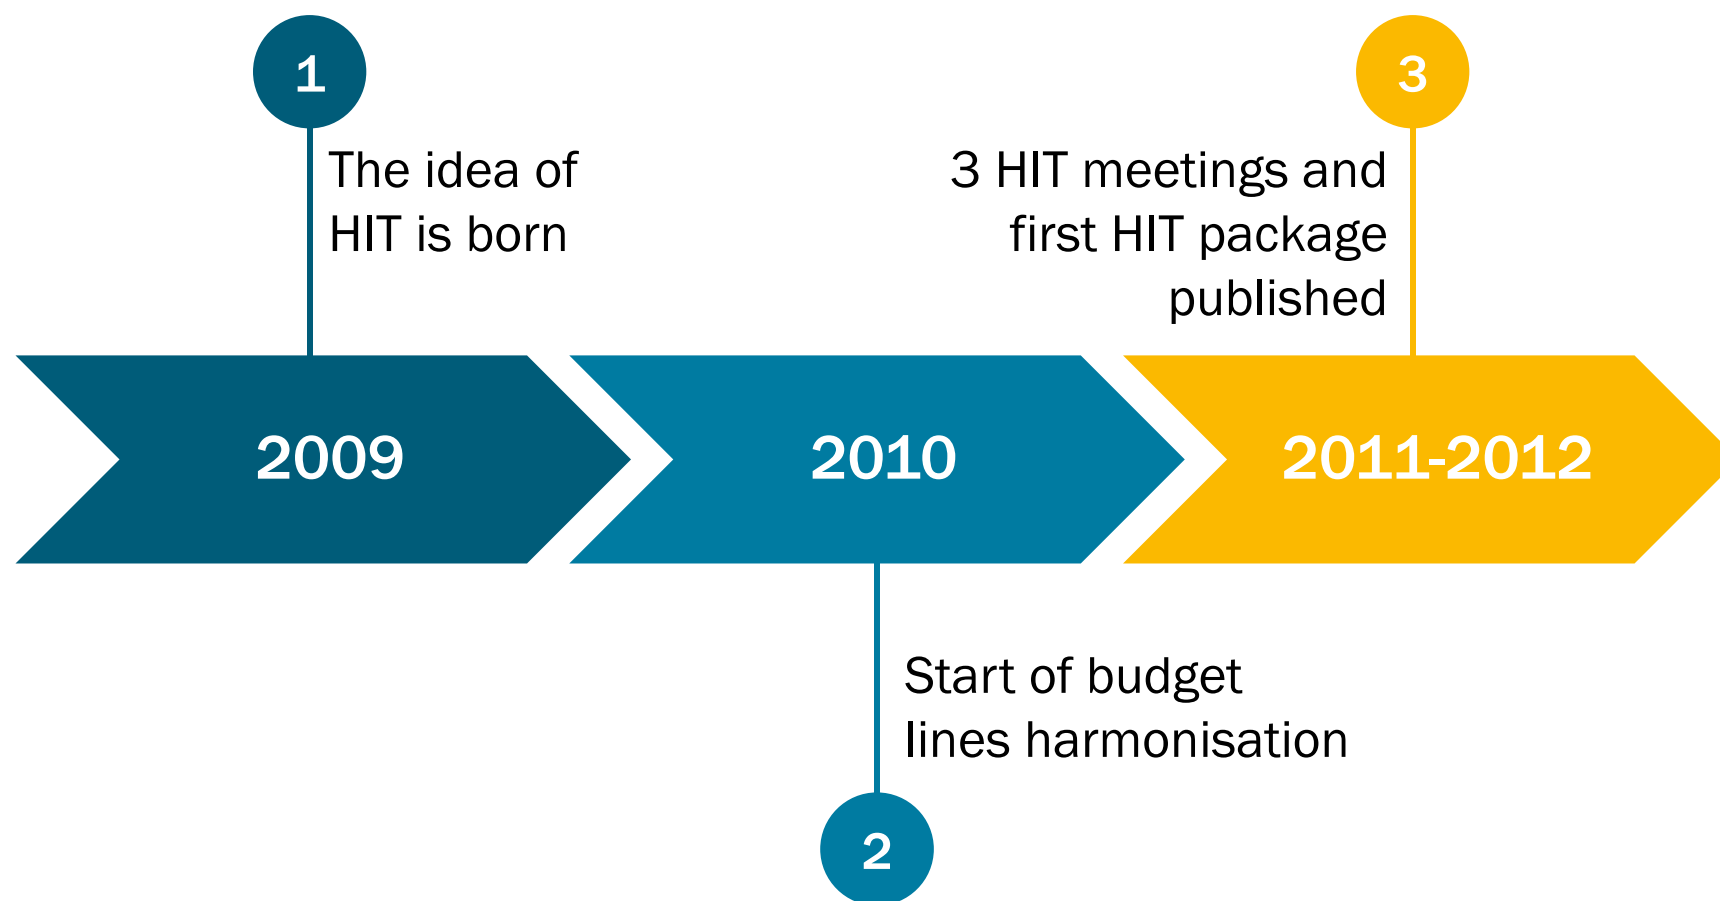 1
The idea of
HIT is born
3
3 HIT meetings and
first HIT package
published
2009
2010
2011-2012
Start of budget
lines harmonisation
2